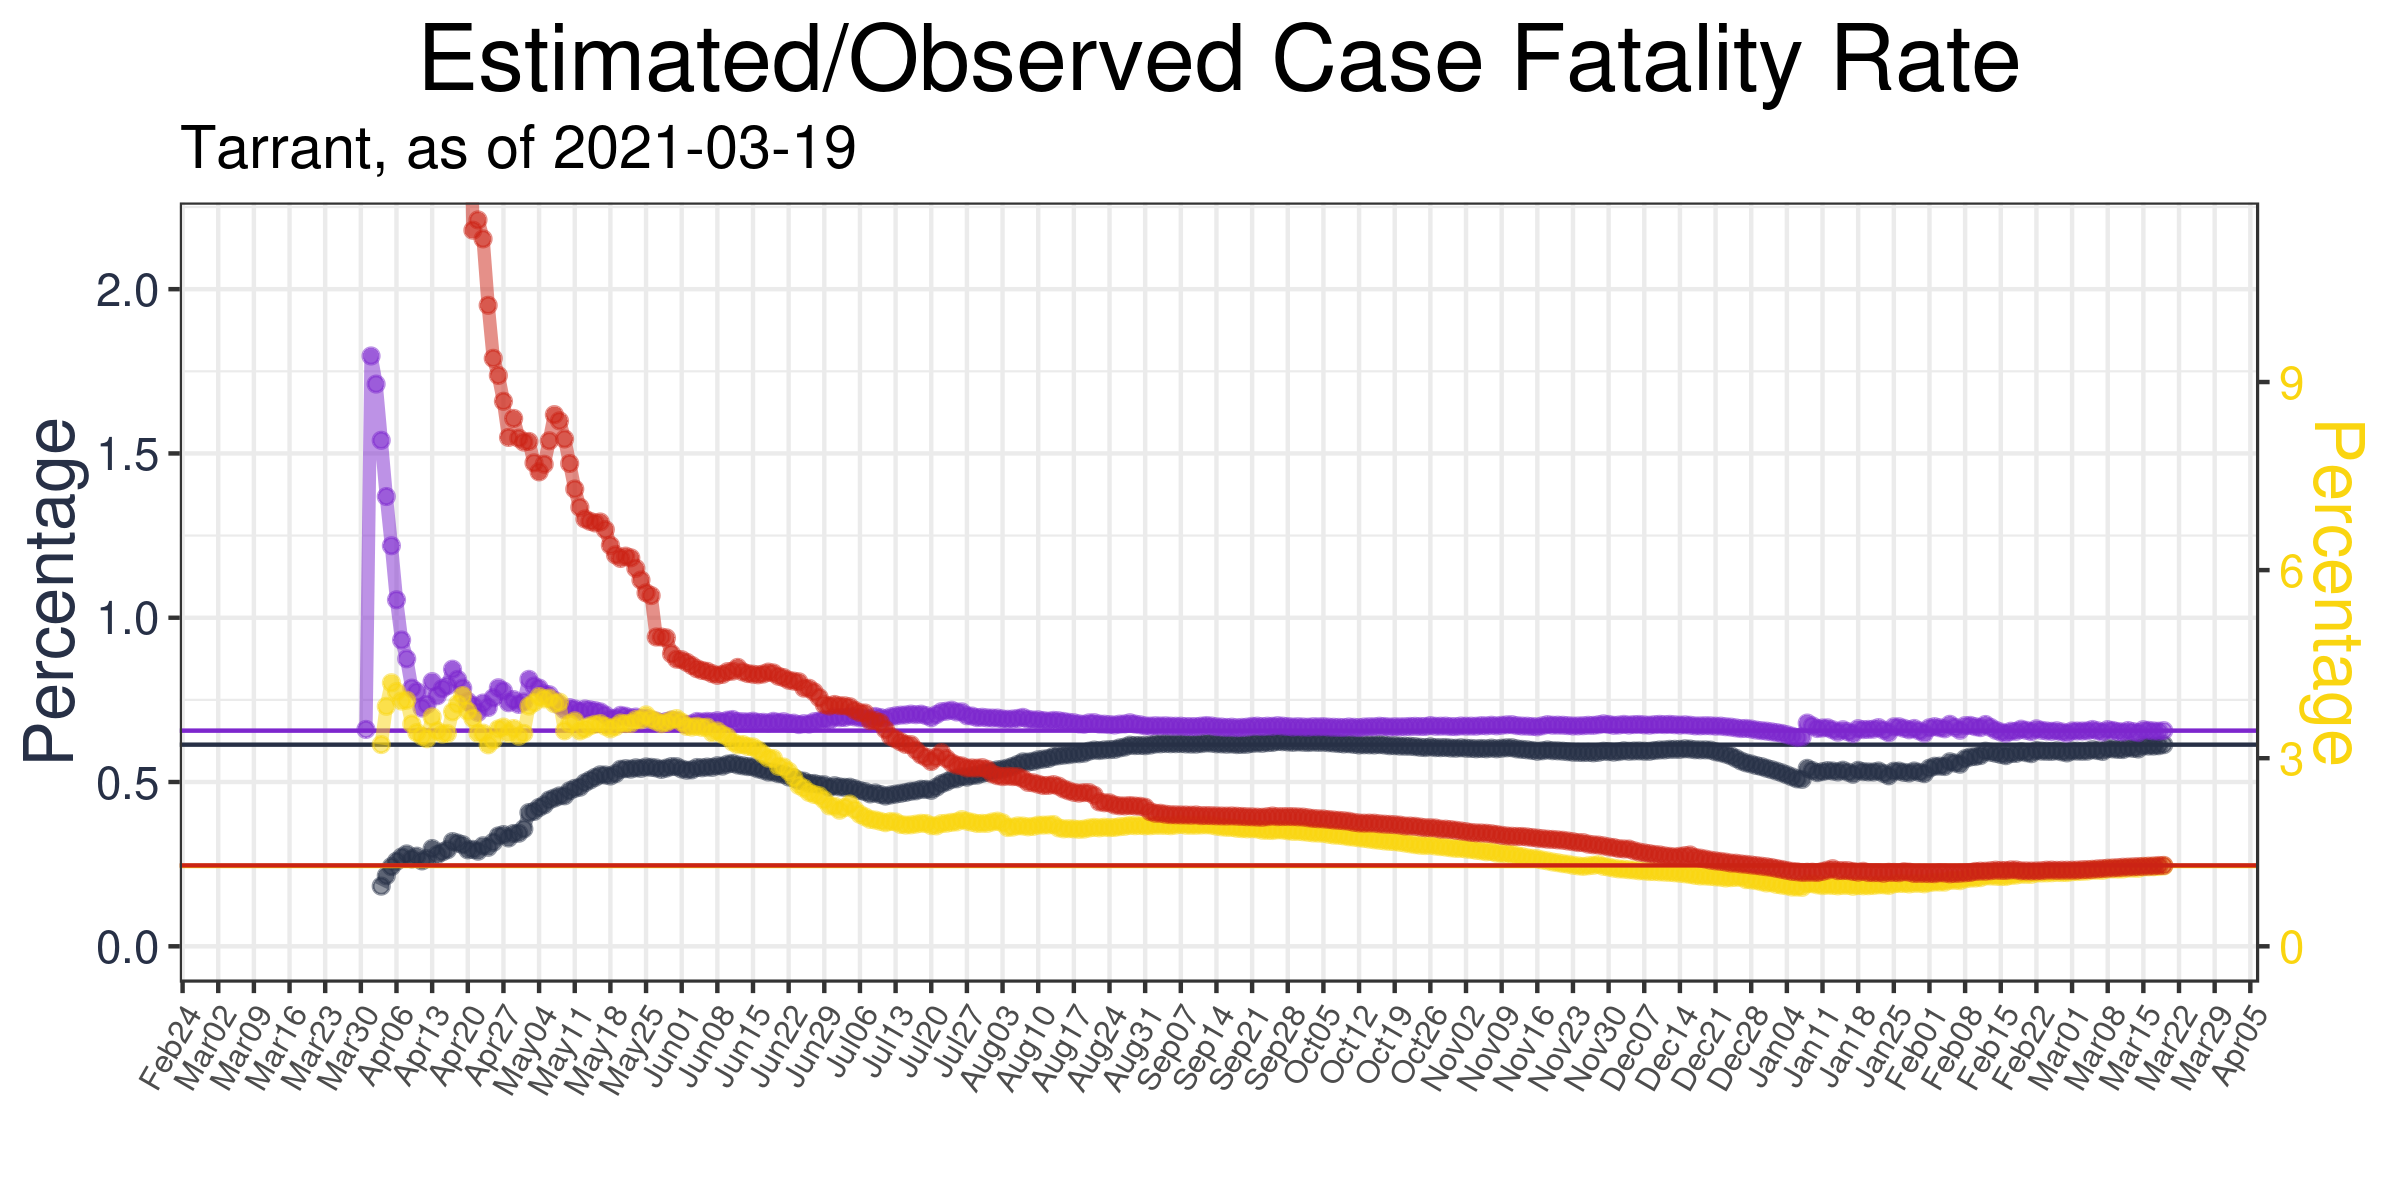 Estimated/Observed Case Fatality Rate
Tarrant, as of 2021-03-19
Percentage
2.0
1.5
1.0
0.5
0.0
9
6
3
0
Percentage
Feb24
Mar02
Mar09
Mar16
Mar23
Mar30
Apr06
Apr13
Apr20
Apr27
May04
May11
May18
May25
Jun01
Jun08
Jun15
Jun22
Jun29
Jul06
Jul13
Jul20
Jul27
Aug03
Aug10
Aug17
Aug24
Aug31
Sep07
Sep14
Sep21
Sep28
Oct05
Oct12
Oct19
Oct26
Nov02
Nov09
Nov16
Nov23
Nov30
Dec07
Dec14
Dec21
Dec28
Jan04
Jan11
Jan18
Jan25
Feb01
Feb08
Feb15
Feb22
Mar01
Mar08
Mar15
Mar22
Mar29
Apr05